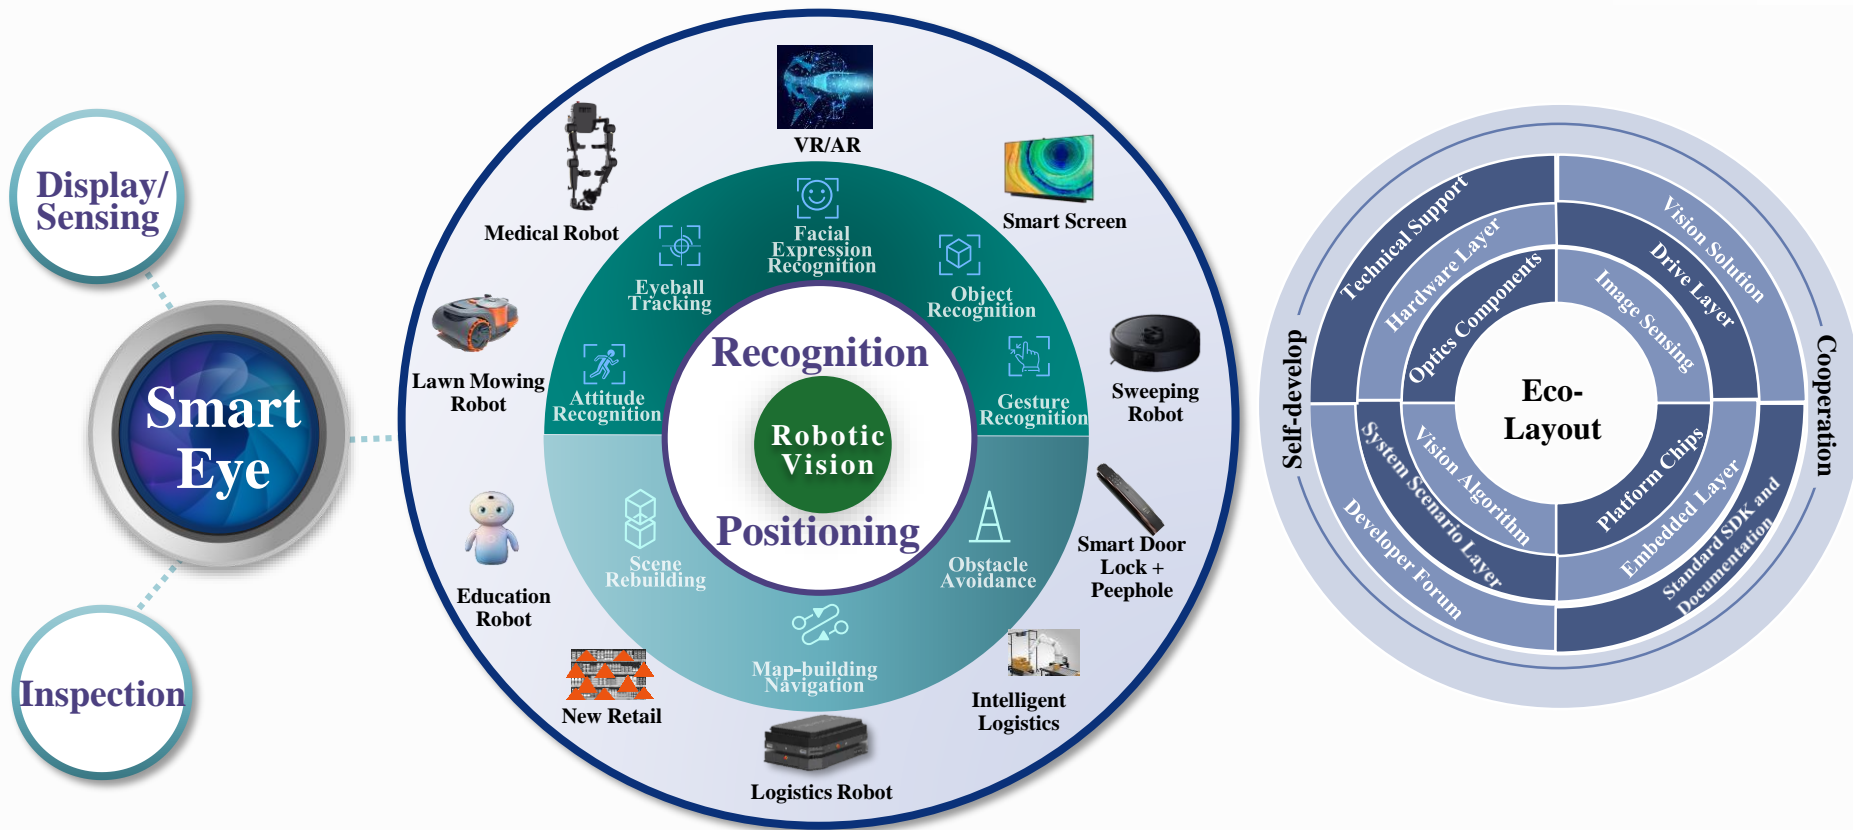 Display/
Sensing
Smart
Eye
Inspection
VR/AR
Medical Robot
Smart Screen
Lawn Mowing
Robot
Sweeping
Robot
Education
Robot
Smart Door
Lock +
Peephole
New Retail
Intelligent
Logistics
Logistics Robot
Facial
Expression
Recognition
Eyeball
Tracking
Object
Recognition
Attitude
Recognition
Gesture
Recognition
Recognition
Robotic
Vision
Positioning
Scene
Rebuilding
Obstacle
Avoidance
Map-building
Navigation
Self-develop
Cooperation
Technical Support
Vision Solution
Hardware Layer
Drive Layer
Optics Components
Image Sensing
Eco-
Layout
Vision Algorithm
Platform Chips
System Scenario Layer
Embedded Layer
Developer Forum
Standard SDK and
Documentation